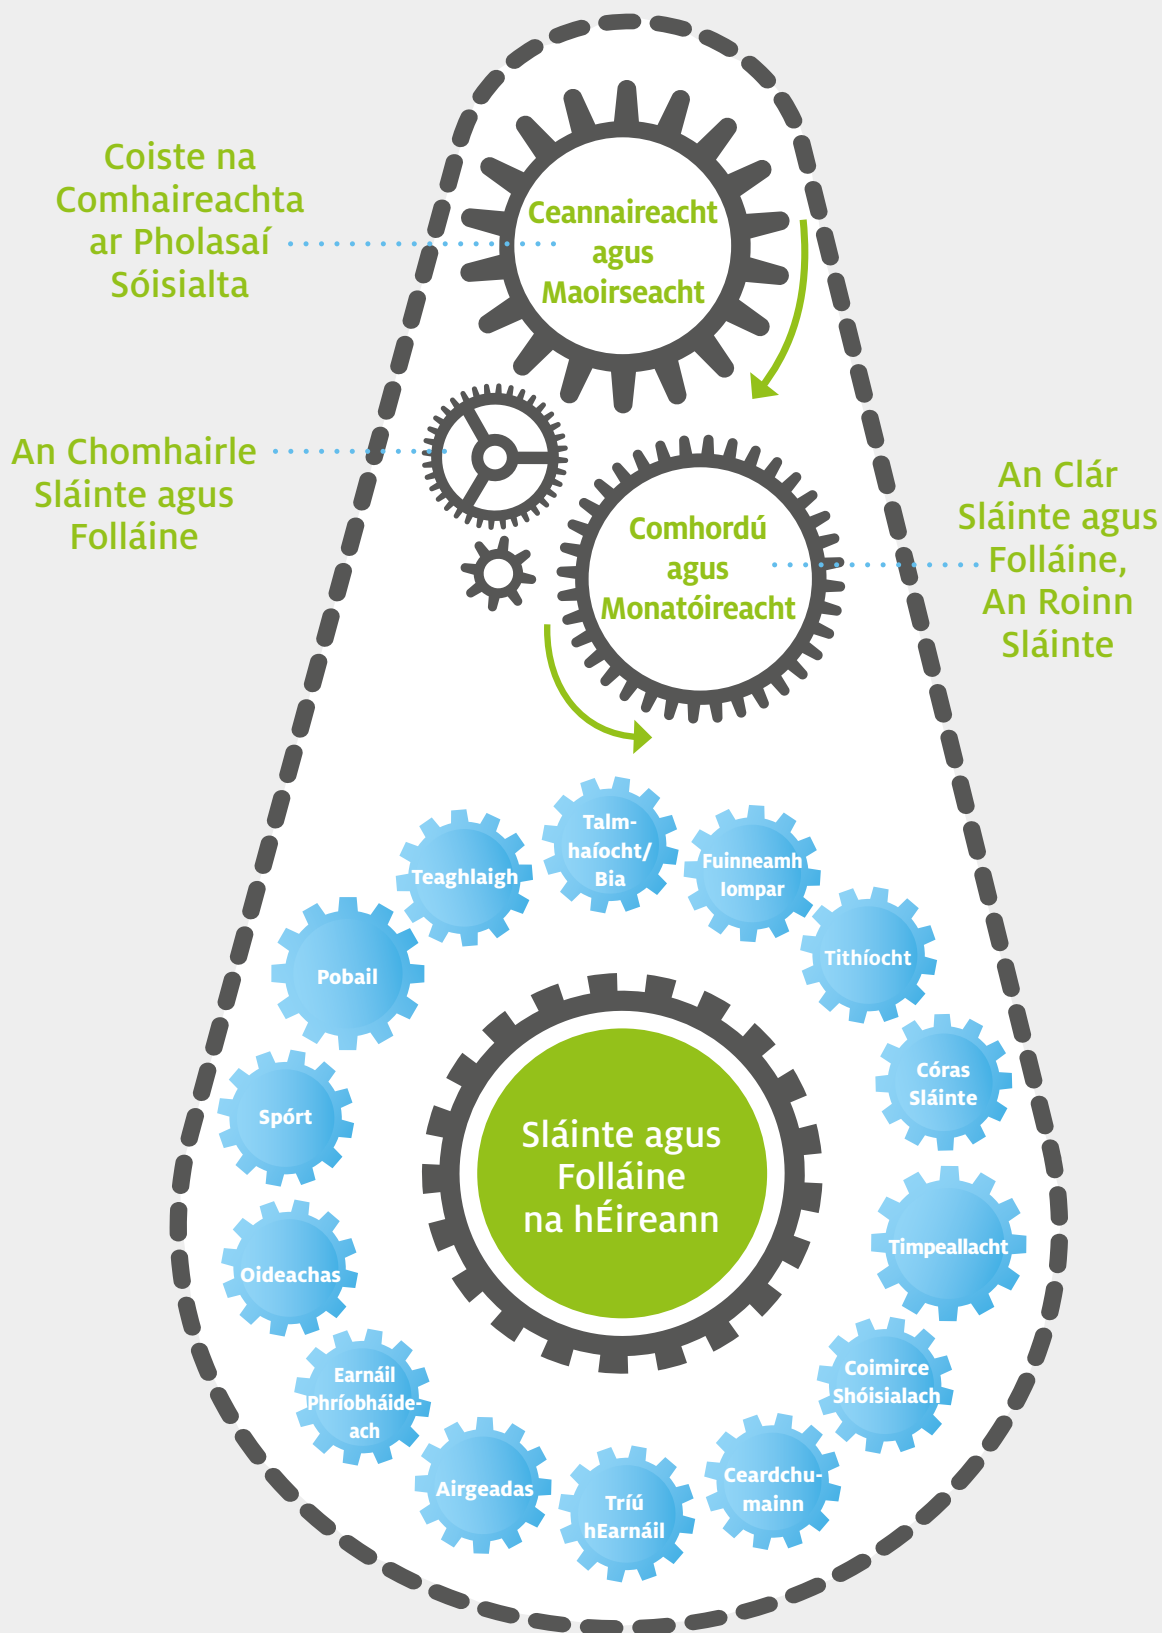 Coiste na
Comhaireachta
ar Pholasaí
Sóisialta
Ceannaireacht
agus
Maoirseacht
An Chomhairle
Sláinte agus
Folláine
Comhordú
agus
Monatóireacht
An Clár
Sláinte agus
Folláine,
An Roinn
Sláinte
Talm-
haíocht/
Bia
Teaghlaigh
Fuinneamh
Iompar
Pobail
Tithíocht
Córas
Sláinte
Spórt
Sláinte agus
Folláine
na hÉireann
Timpeallacht
Oideachas
Earnáil
Phríobháide-
ach
Coimirce
Shóisialach
Airgeadas
Tríú
hEarnáil
Ceardchu-
mainn